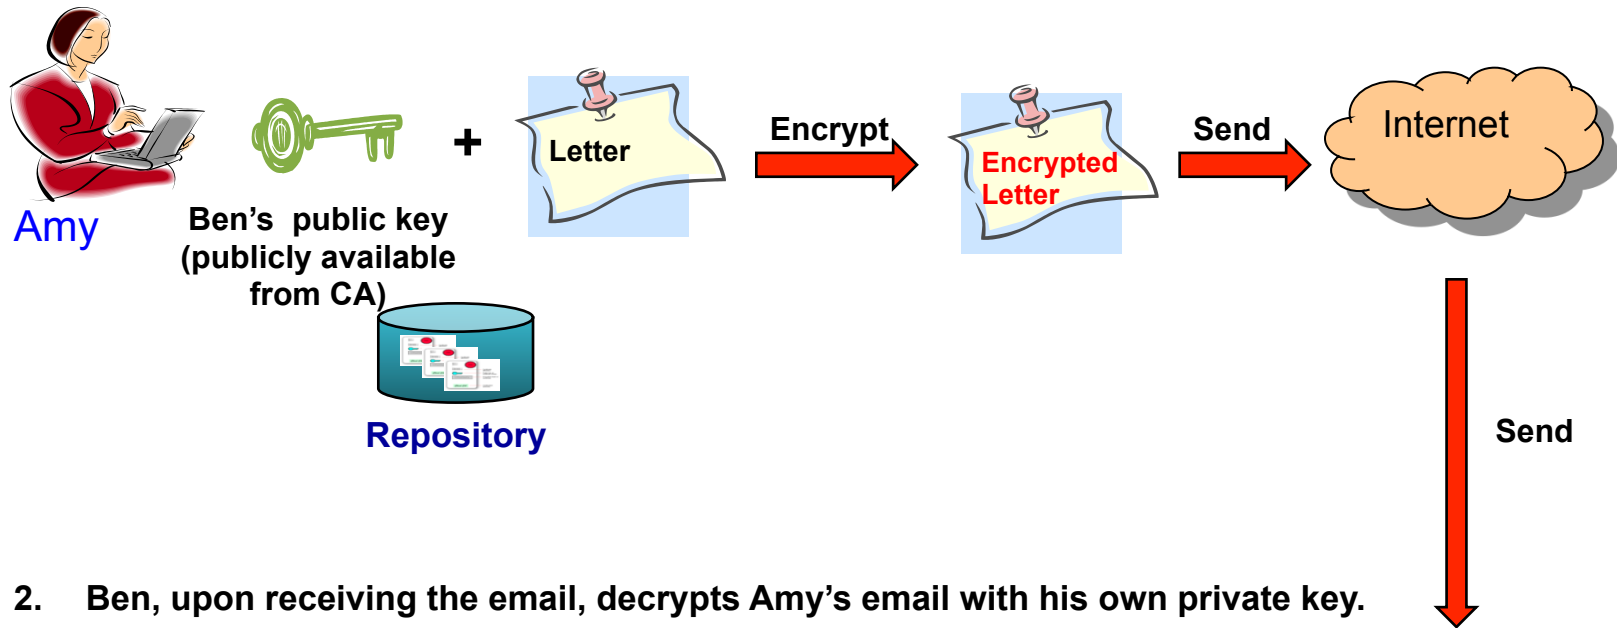 Amy
Ben's  public key
(publicly available
from CA)
Repository
+
Letter
Encrypt
Encrypted
Letter
Send
Internet
Send
2. Ben, upon receiving the email, decrypts Amy's email with his own private key.